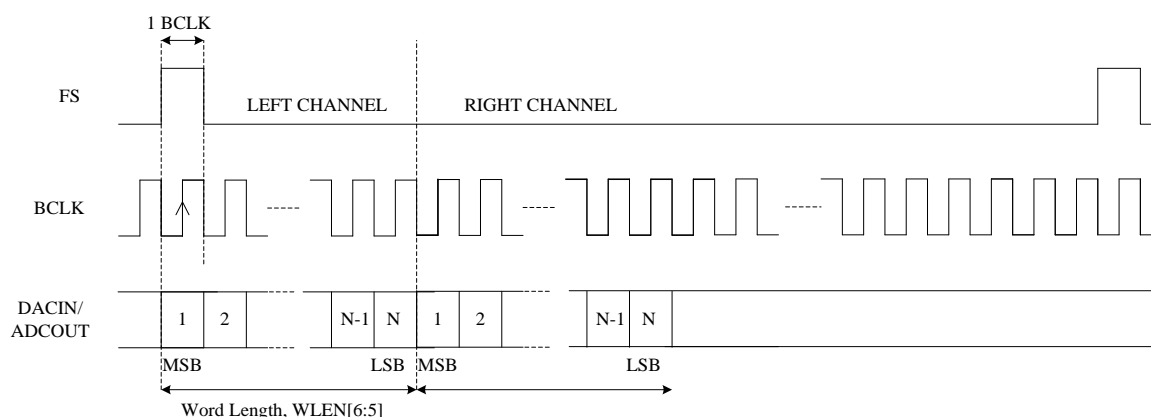 1 BCLK
FS
LEFT CHANNEL
RIGHT CHANNEL
BCLK
DACIN/
ADCOUT
1 2 N-1 N 1 2 N-1 N
MSB LSB MSB LSB
Word Length, WLEN[6:5]